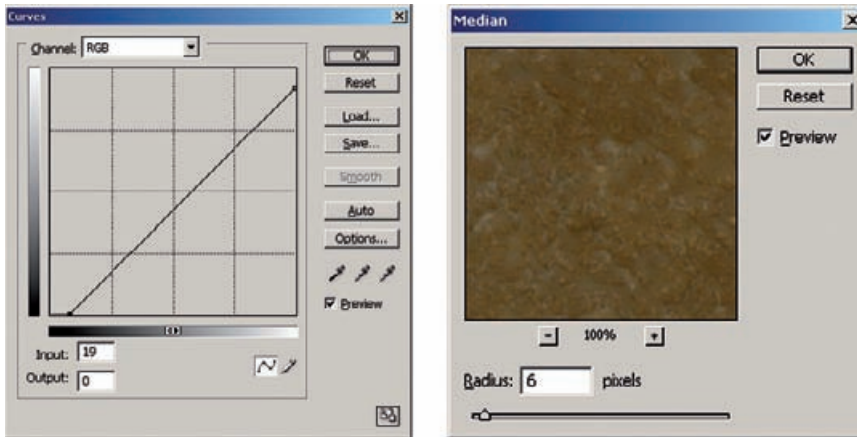 Curves
Channel: RGB
OK
Reset
Load...
Save...
Smooth
Auto
Options...
Preview
Input: 19
Output: 0
Median
OK
Reset
Preview
100%
Radius: 6 pixels